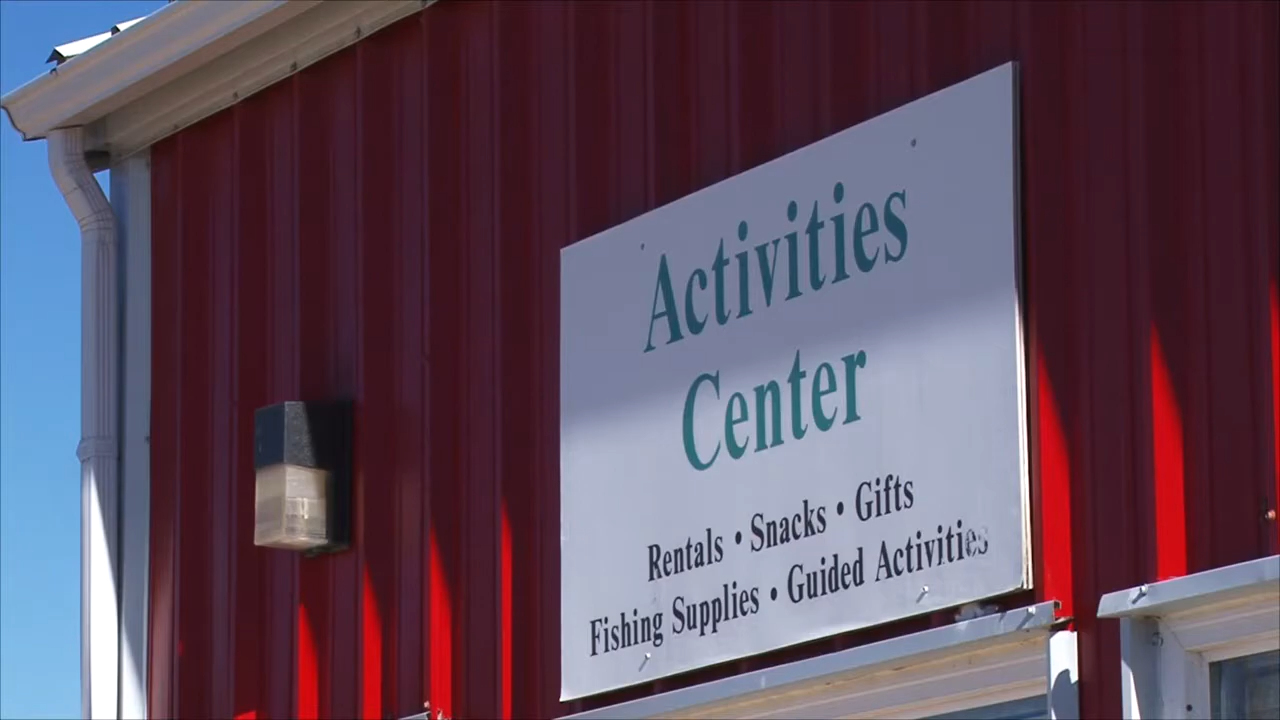 Activities
Center
Rentals • Snacks • Gifts
Fishing Supplies • Guided Activities